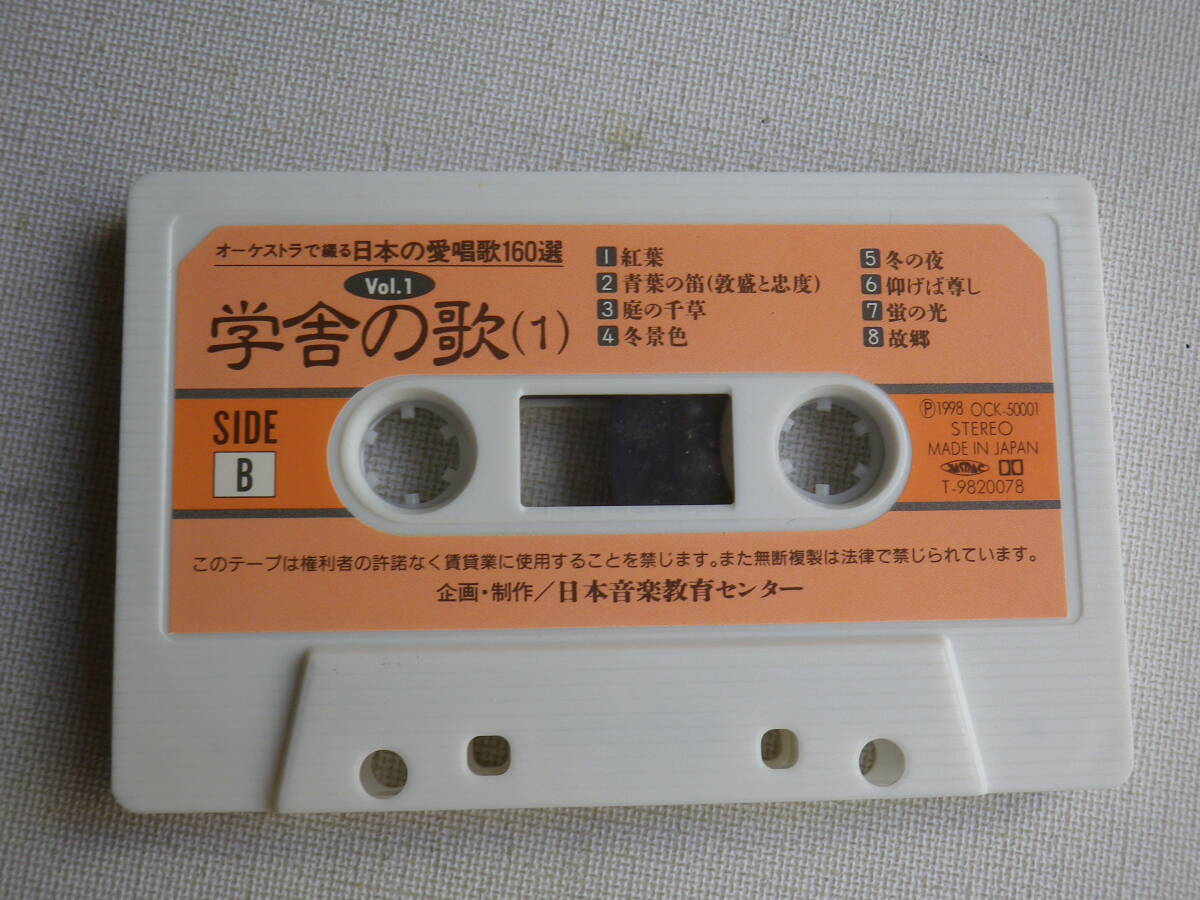 オーケストラで綴る日本の愛唱歌160選
Vol.1
学舎の歌(1)
1 紅葉
2 青葉の笛(敦盛と忠度)
3 庭の千草
4 冬景色
5 冬の夜
6 仰げば尊し
7 蛍の光
8 故郷
SIDE
B
Ⓟ1998 OCK-50001
STEREO
MADE IN JAPAN
T-9820078
このテープは権利者の許諾なく賃貸業に使用することを禁じます。また無断複製は法律で禁じられています。
企画・制作/日本音楽教育センター